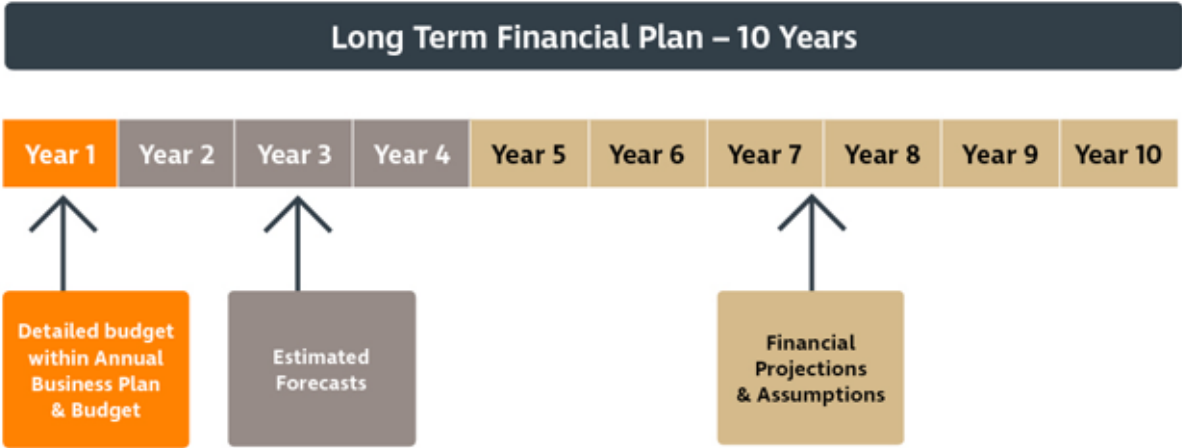 Long Term Financial Plan – 10 Years
Year 1
Year 2
Year 3
Year 4
Year 5
Year 6
Year 7
Year 8
Year 9
Year 10
Detailed budget
within Annual
Business Plan
& Budget
Estimated
Forecasts
Financial
Projections
& Assumptions